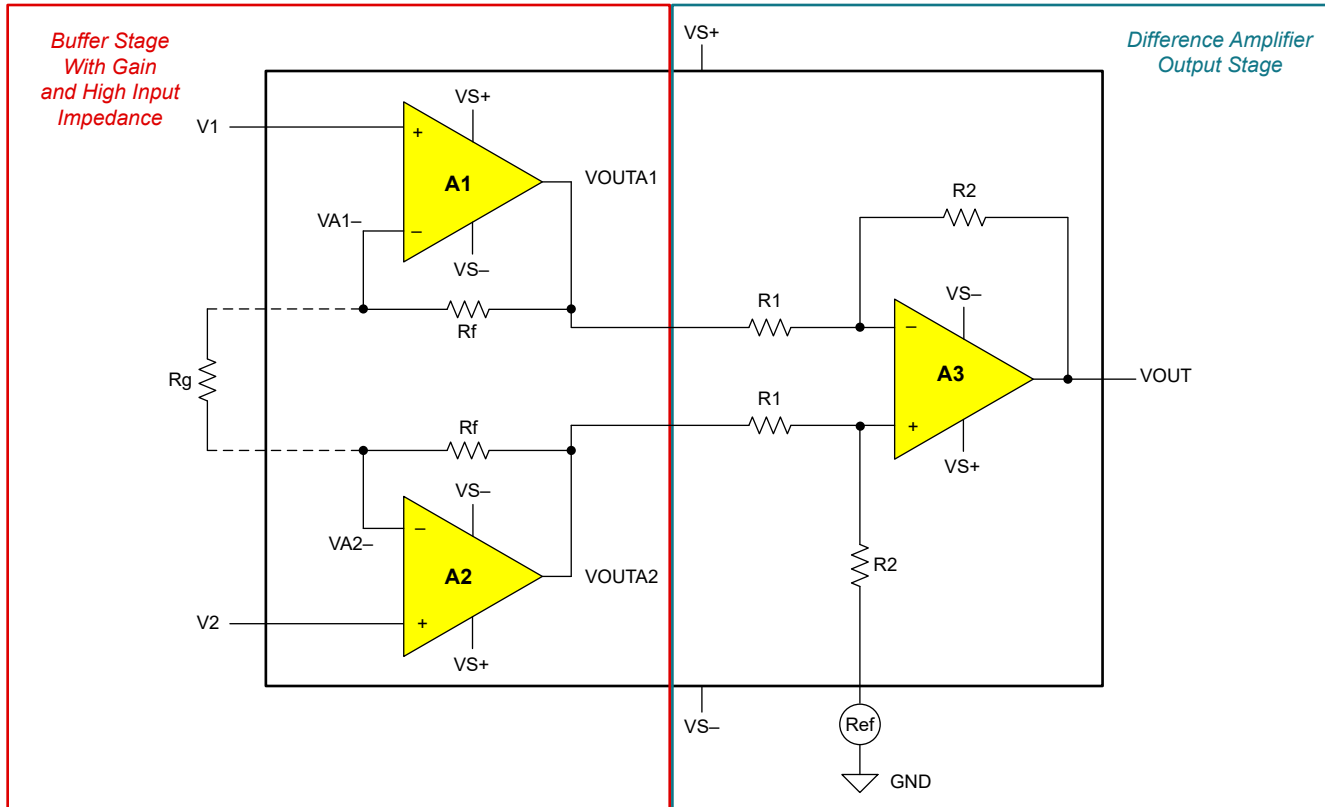 Buffer Stage
With Gain
and High Input
Impedance
VS+
Difference Amplifier
Output Stage
V1
VS+
+
A1
VOUTA1
VA1–
–
VS–
R2
Rf
R1
VS–
–
Rg
A3
VOUT
R1
+
Rf
VS+
VS–
–
VA2–
A2
VOUTA2
R2
V2
+
VS+
VS–
Ref
GND